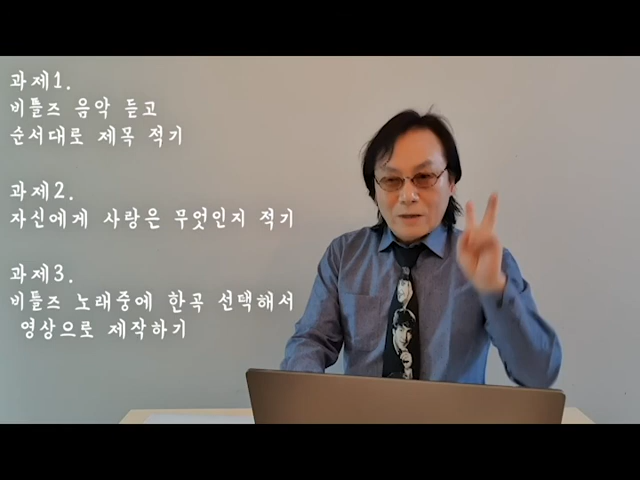 과제1.
비틀즈 음악 듣고
순서대로 제목 적기
과제2.
자신에게 사랑은 무엇인지 적기
과제3.
비틀즈 노래중에 한곡 선택해서
영상으로 제작하기